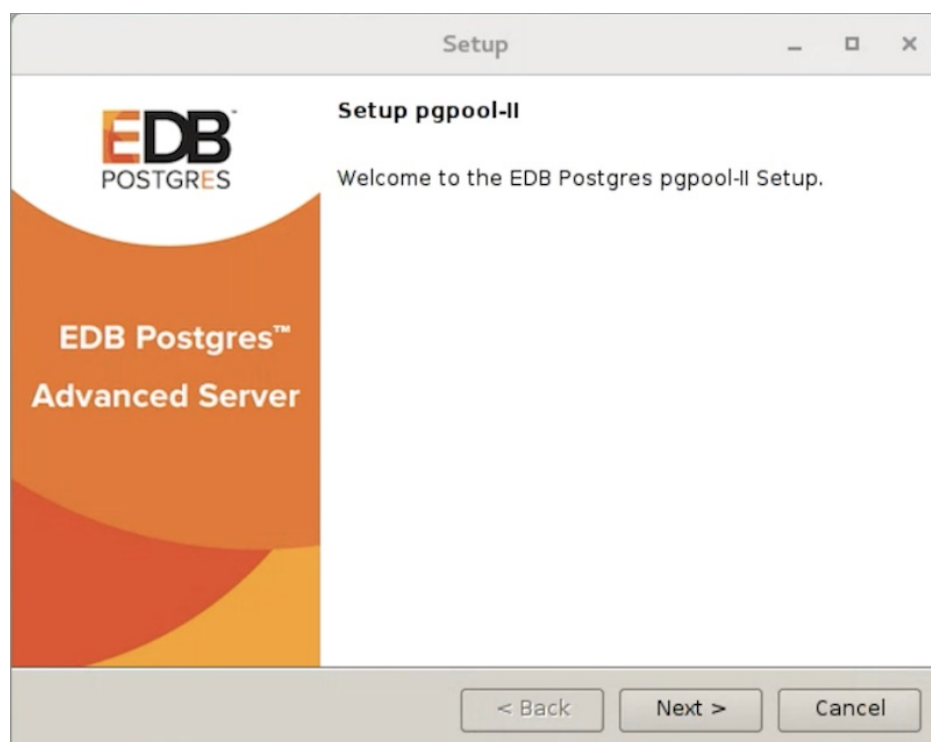 Setup
EDB™
POSTGRES
Setup pgpool-II
Welcome to the EDB Postgres pgpool-II Setup.
EDB Postgres™
Advanced Server
< Back
Next >
Cancel